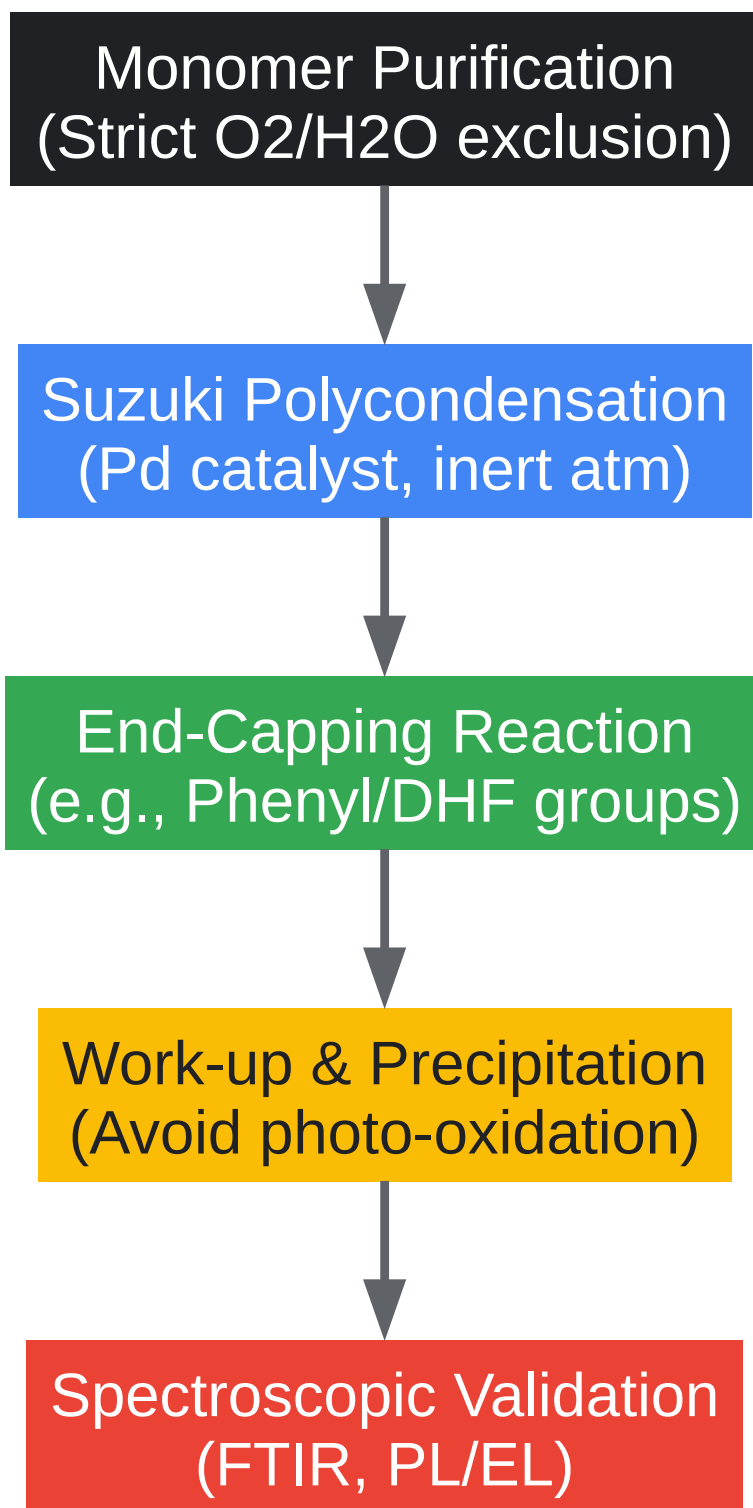 Monomer Purification
(Strict O2/H2O exclusion)
Suzuki Polycondensation
(Pd catalyst, inert atm)
End-Capping Reaction
(e.g., Phenyl/DHF groups)
Work-up & Precipitation
(Avoid photo-oxidation)
Spectroscopic Validation
(FTIR, PL/EL)